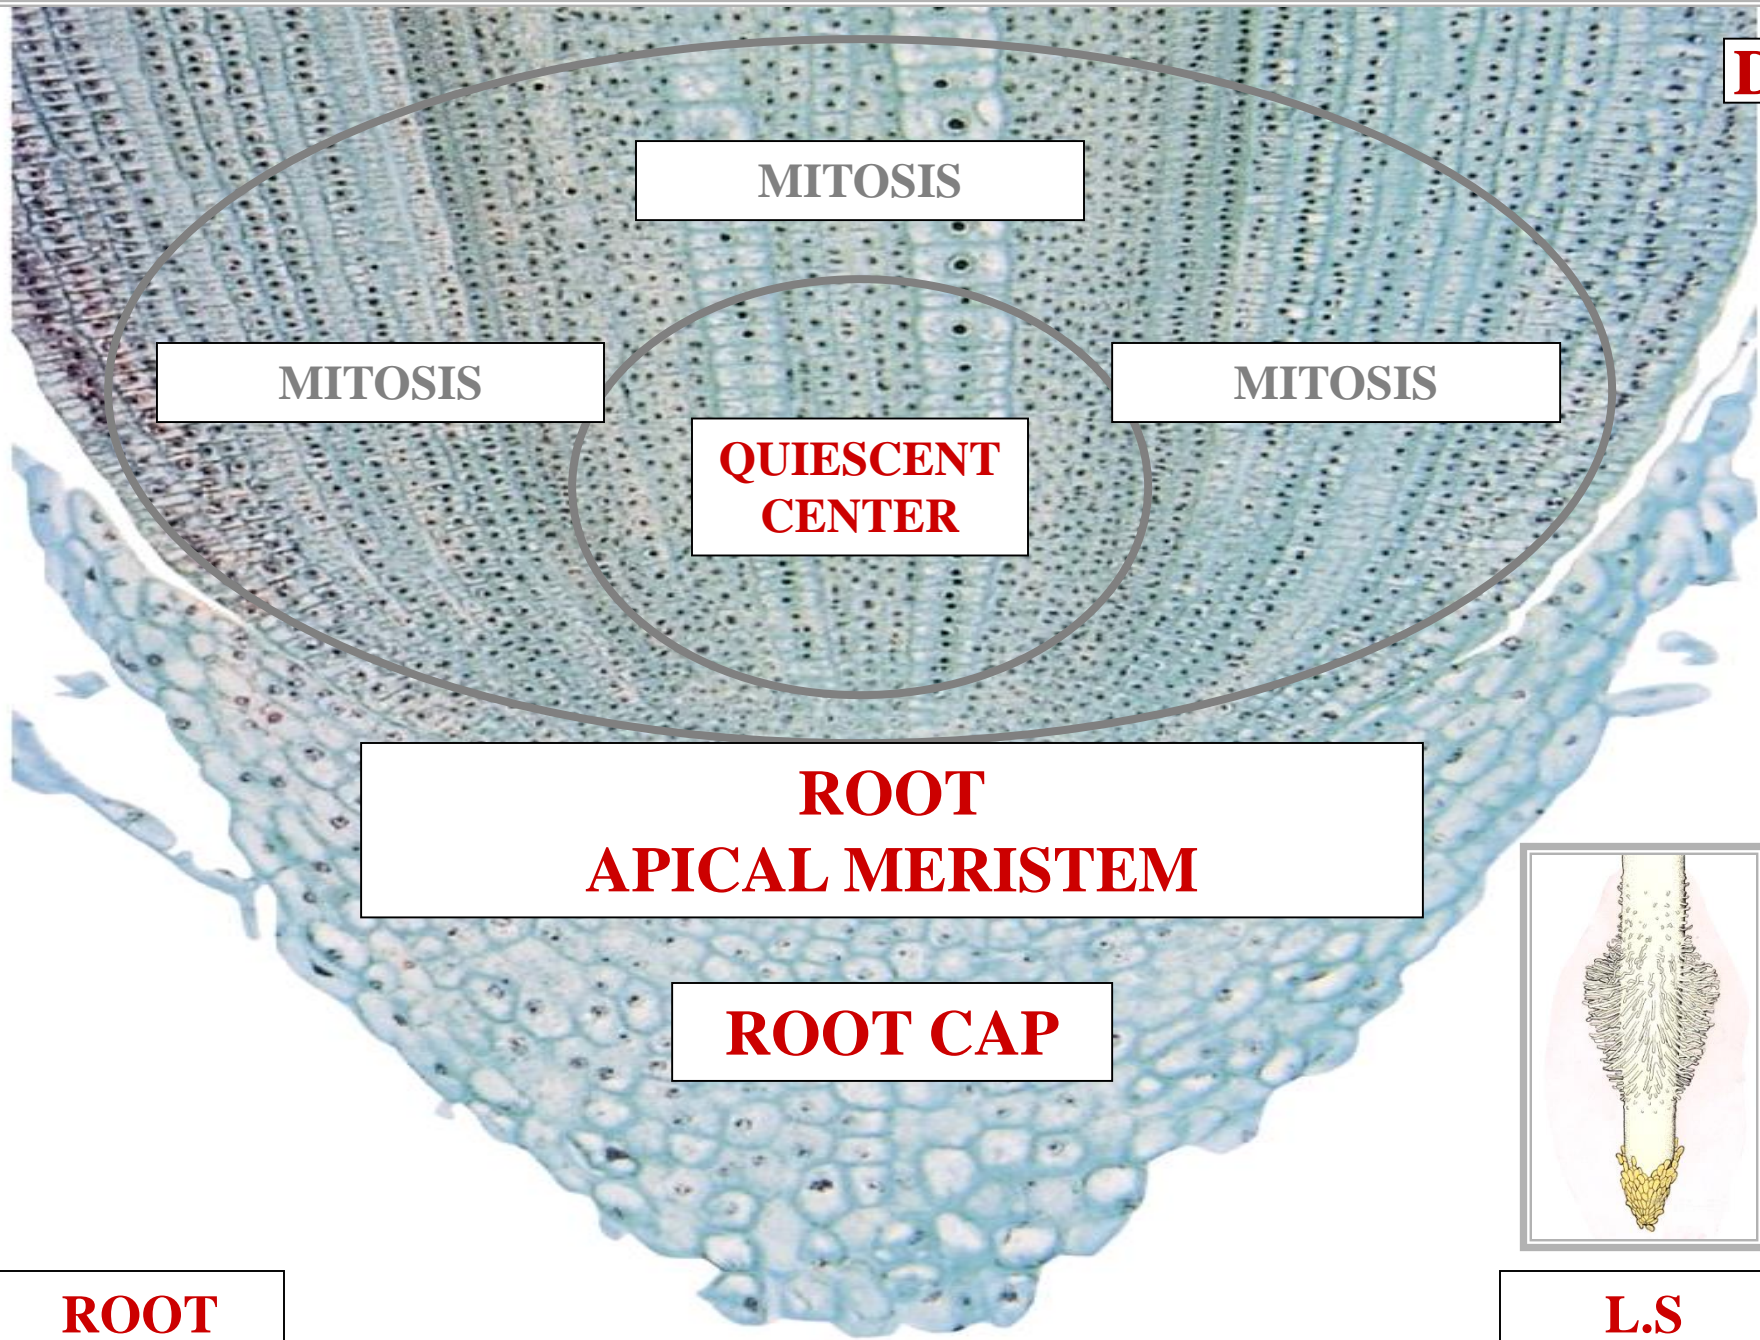 D
MITOSIS
MITOSIS
MITOSIS
QUIESCENT
CENTER
ROOT
APICAL MERISTEM
ROOT CAP
ROOT
L.S